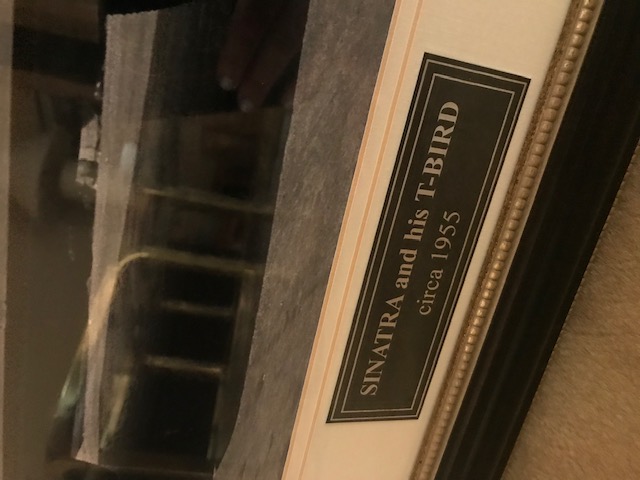 SINATRA and his T-BIRD
circa 1955